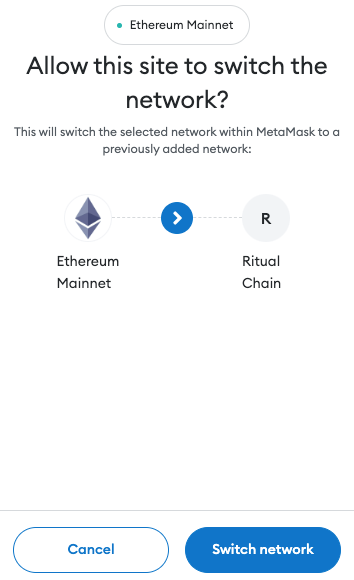 Ethereum Mainnet
Allow this site to switch the
network?
This will switch the selected network within MetaMask to a
previously added network:
R
Ethereum
Mainnet
Ritual
Chain
Cancel
Switch network